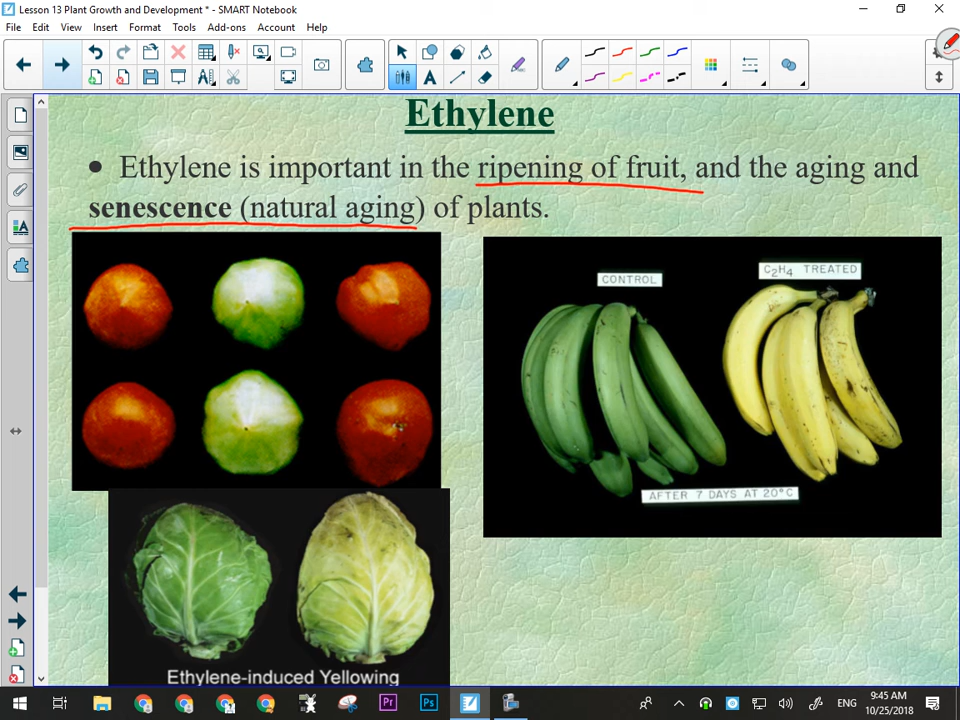 Lesson 13 Plant Growth and Development * - SMART Notebook
File Edit View Insert Format Tools Add-ons Account Help
Ethylene
• Ethylene is important in the ripening of fruit, and the aging and
senescence (natural aging) of plants.
CONTROL
C2H4 TREATED
AFTER 7 DAYS AT 20°C
Ethylene-induced Yellowing
Pr
Ps
ENG
9:45 AM
10/25/2018